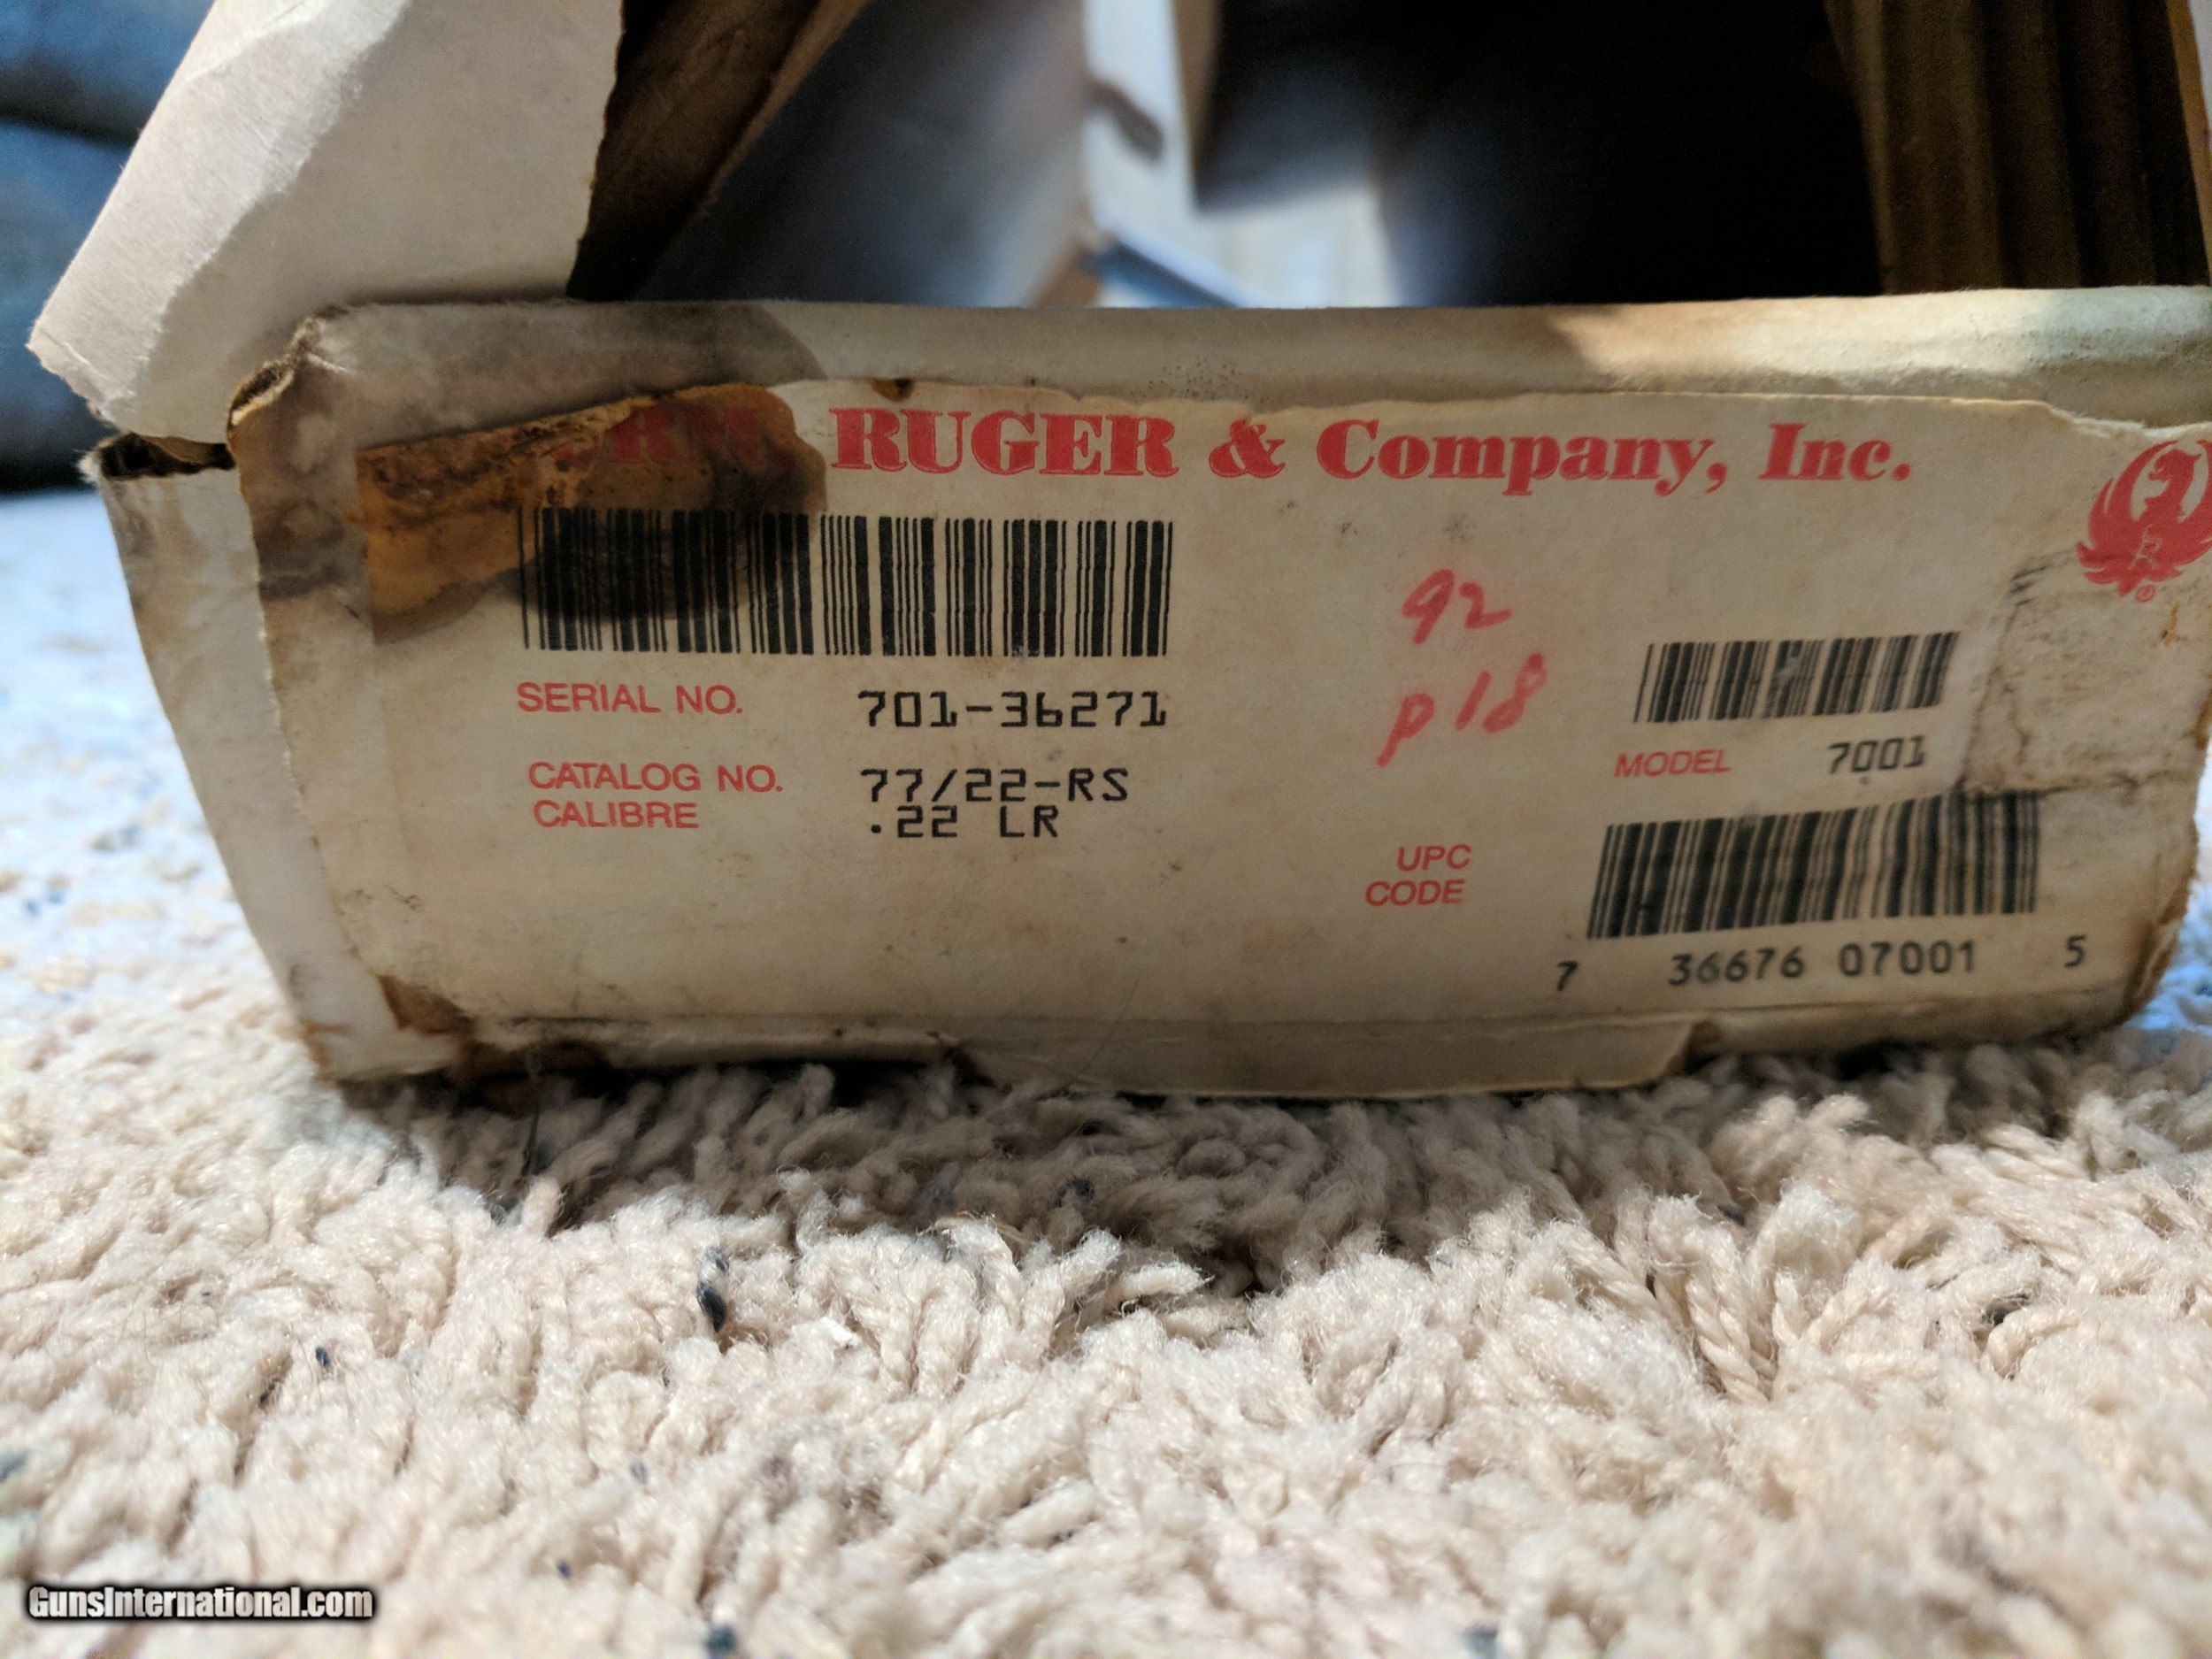 RUGER & Company, Inc.
SERIAL NO. 701-36271
CATALOG NO. 77/22-RS
CALIBRE .22 LR
92
p18
MODEL 7001
UPC
CODE
7 36676 07001 5
®
GunsInternational.com